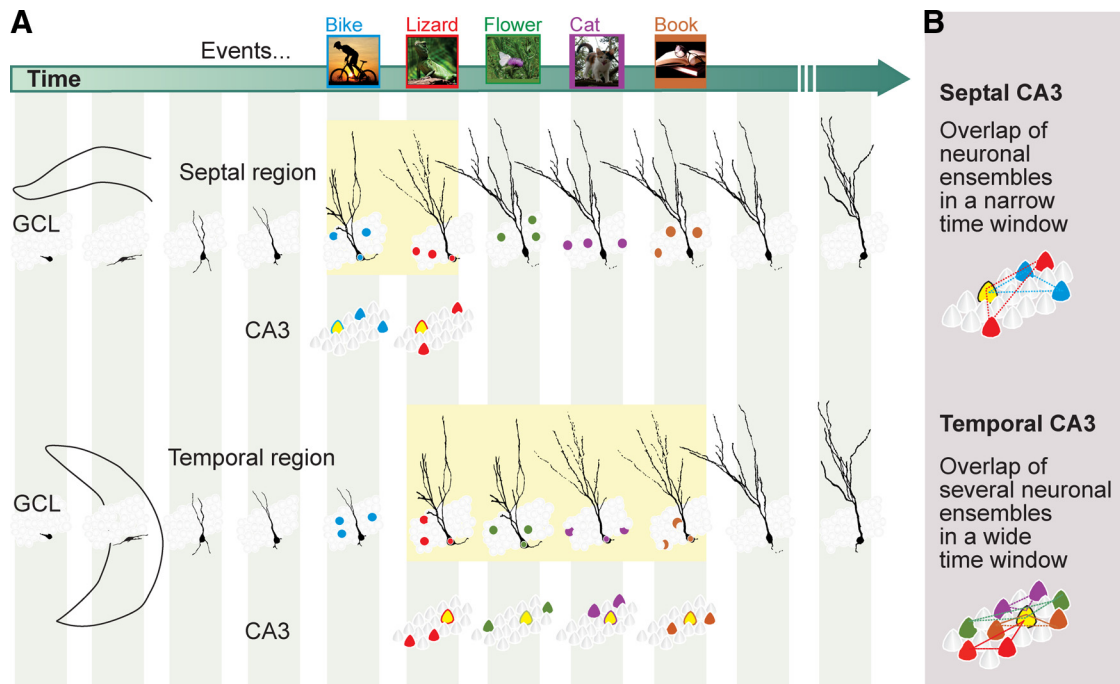 A
Bike
Lizard
Flower
Cat
Book
Events...
Time
Septal region
GCL
CA3
Temporal region
GCL
CA3
B
Septal CA3
Overlap of
neuronal
ensembles
in a narrow
time window
Temporal CA3
Overlap of
several neuronal
ensembles
in a wide
time window